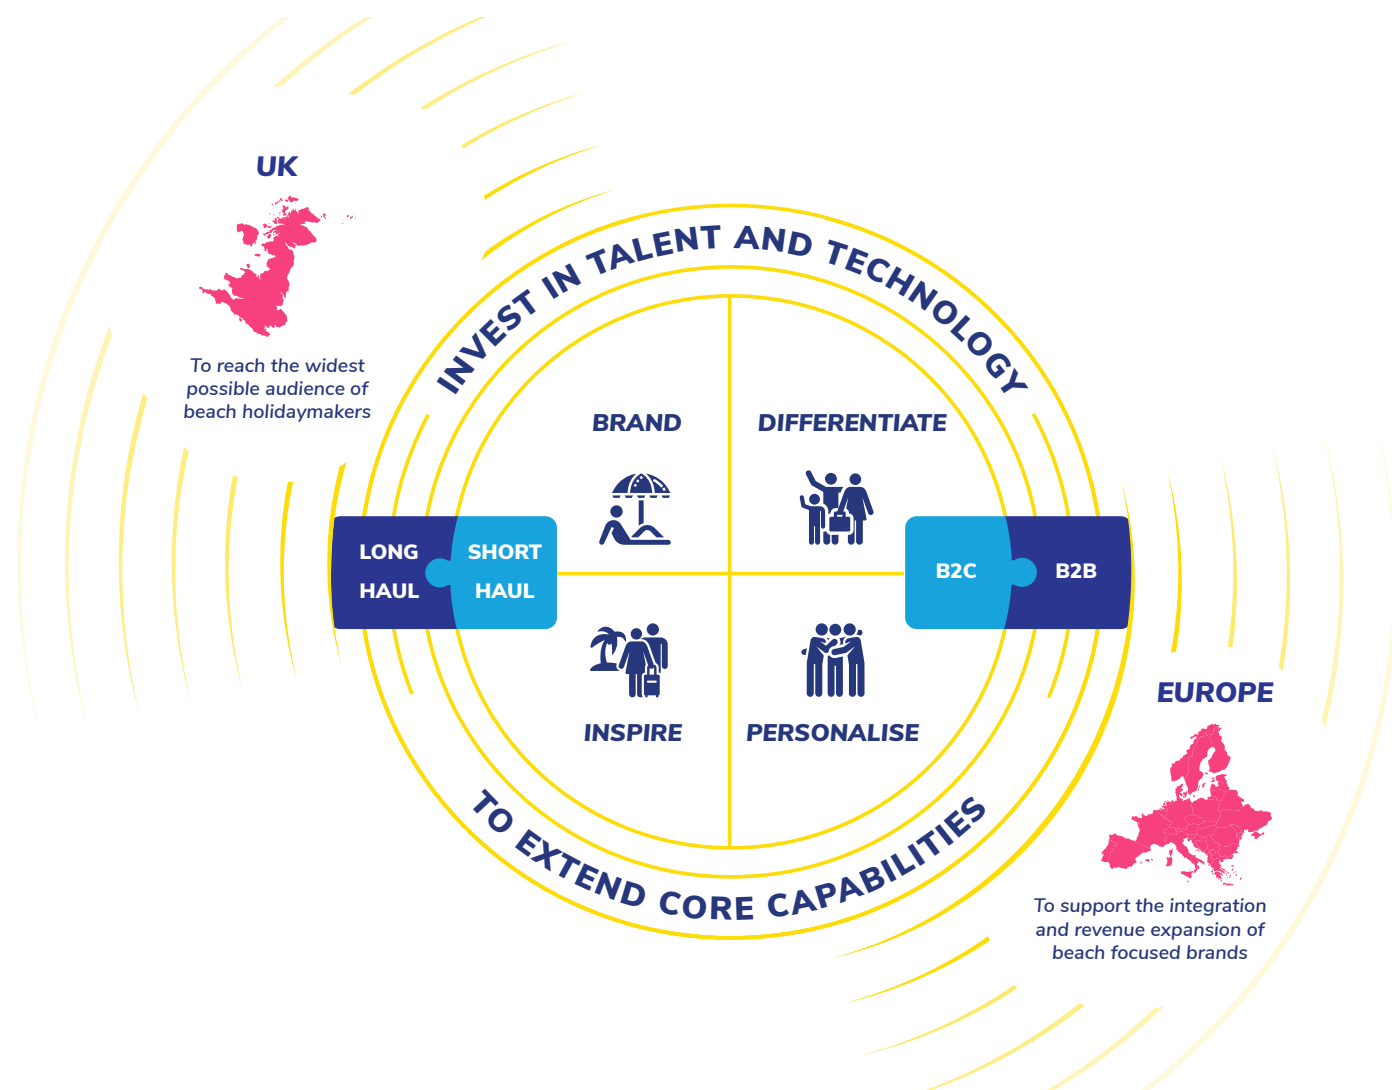 UK
To reach the widest
possible audience of
beach holidaymakers
INVEST IN TALENT AND TECHNOLOGY
BRAND
DIFFERENTIATE
LONG
HAUL
SHORT
HAUL
B2C
B2B
INSPIRE
PERSONALISE
TO EXTEND CORE CAPABILITIES
EUROPE
To support the integration
and revenue expansion of
beach focused brands